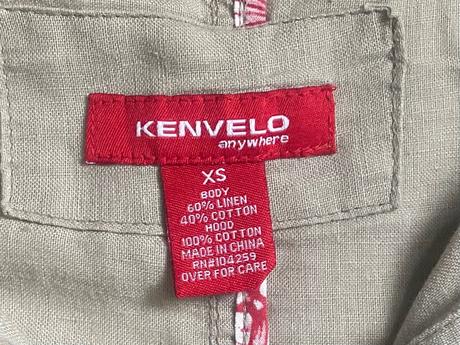 KENVELO
anywhere
XS
BODY
60% LINEN
40% COTTON
HOOD
100% COTTON
MADE IN CHINA
RN#104259
OVER FOR CARE